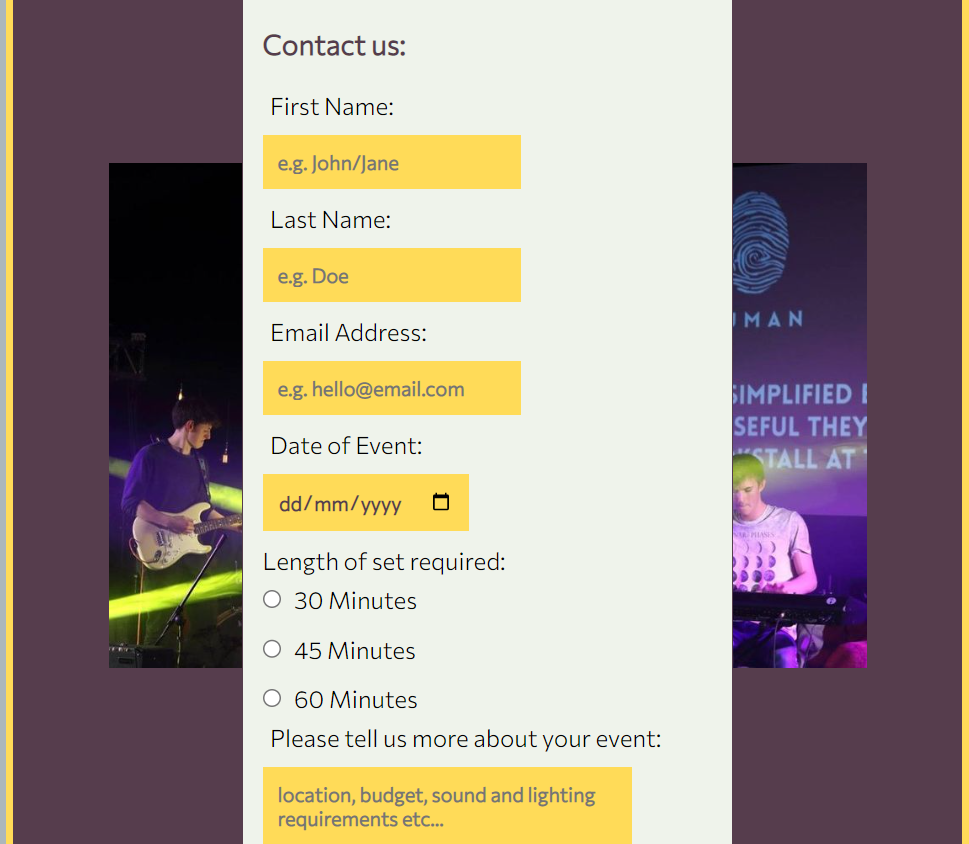 Contact us:
First Name:
e.g. John/Jane
Last Name:
e.g. Doe
Email Address:
e.g. hello@email.com
Date of Event:
dd/mm/yyyy
Length of set required:
30 Minutes
45 Minutes
60 Minutes
Please tell us more about your event:
location, budget, sound and lighting
requirements etc...
UMAN
SIMPLIFIED
SEFUL THEY
STALL AT